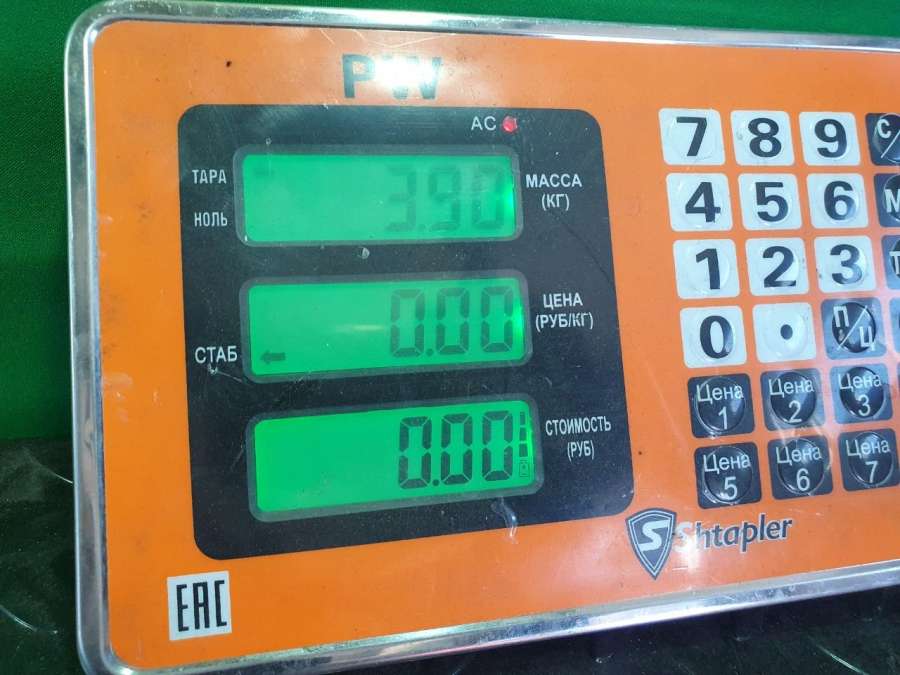 PW
AC
ТАРА
НОЛЬ
3.90
МАССА
(КГ)
0.00
ЦЕНА
(РУБ/КГ)
СТАБ
0.00
СТОИМОСТЬ
(РУБ)
7 8 9 С/
4 5 6 М
1 2 3 Т
0 . П/Ц
Цена 1 Цена 2 Цена 3
Цена 5 Цена 6 Цена 7
S Shtapler
EAC